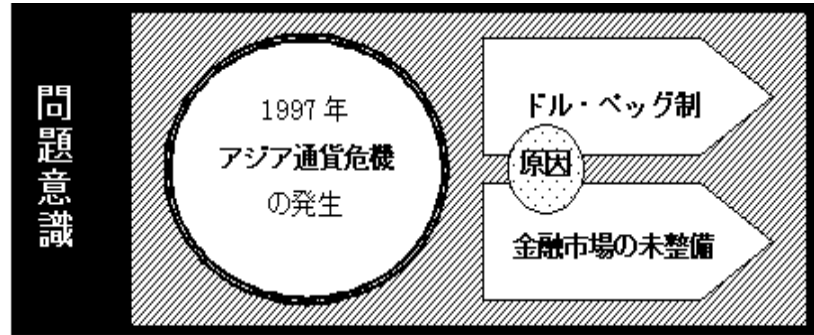 問題意識
1997年
アジア通貨危機
の発生
ドル・ペッグ制
原因
金融市場の未整備